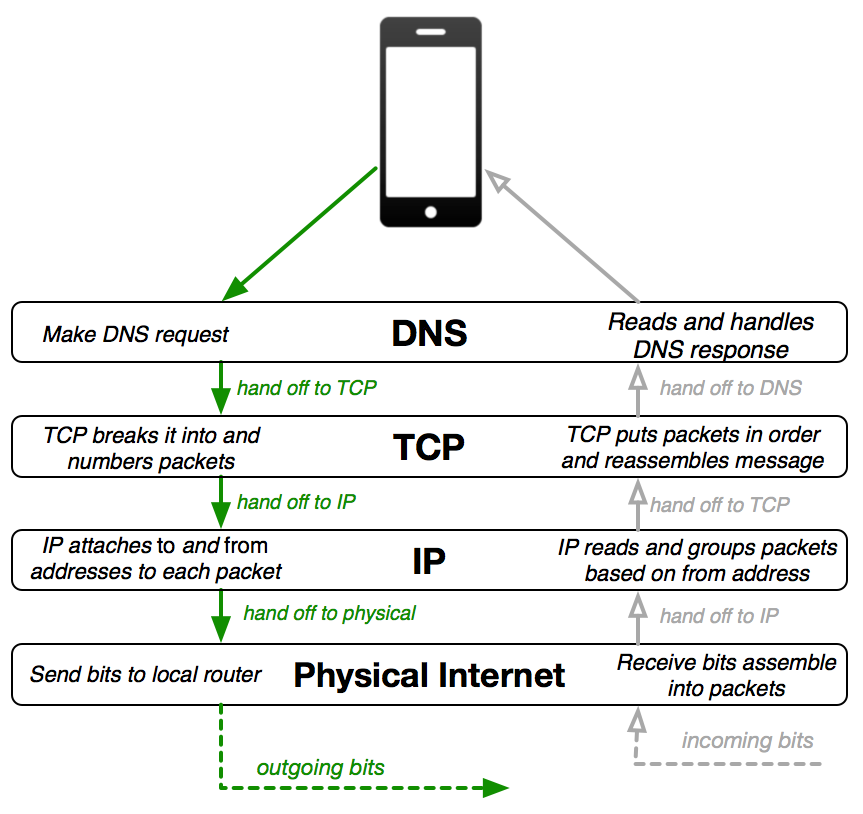 Make DNS request
DNS
Reads and handles
DNS response
hand off to TCP
hand off to DNS
TCP breaks it into and
numbers packets
TCP
TCP puts packets in order
and reassembles message
hand off to IP
hand off to TCP
IP attaches to and from
addresses to each packet
IP
IP reads and groups packets
based on from address
hand off to physical
hand off to IP
Send bits to local router
Physical Internet
Receive bits assemble
into packets
outgoing bits
incoming bits